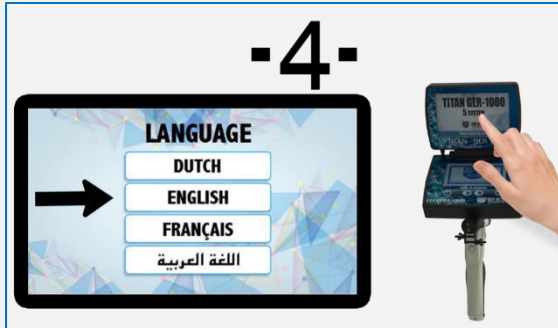 -4-
LANGUAGE
DUTCH
ENGLISH
FRANÇAIS
اللغة العربية
TITAN GER-1000